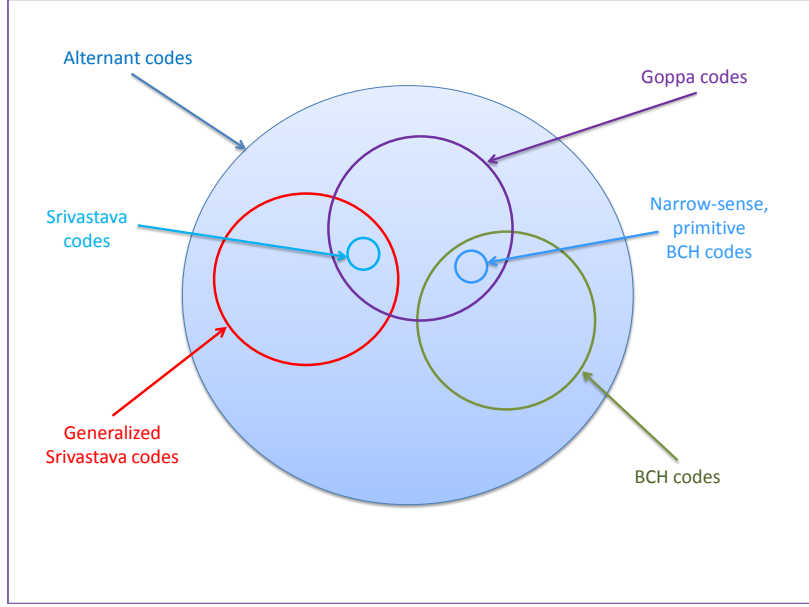 Alternant codes
Goppa codes
Srivastava
codes
Narrow-sense,
primitive
BCH codes
Generalized
Srivastava codes
BCH codes